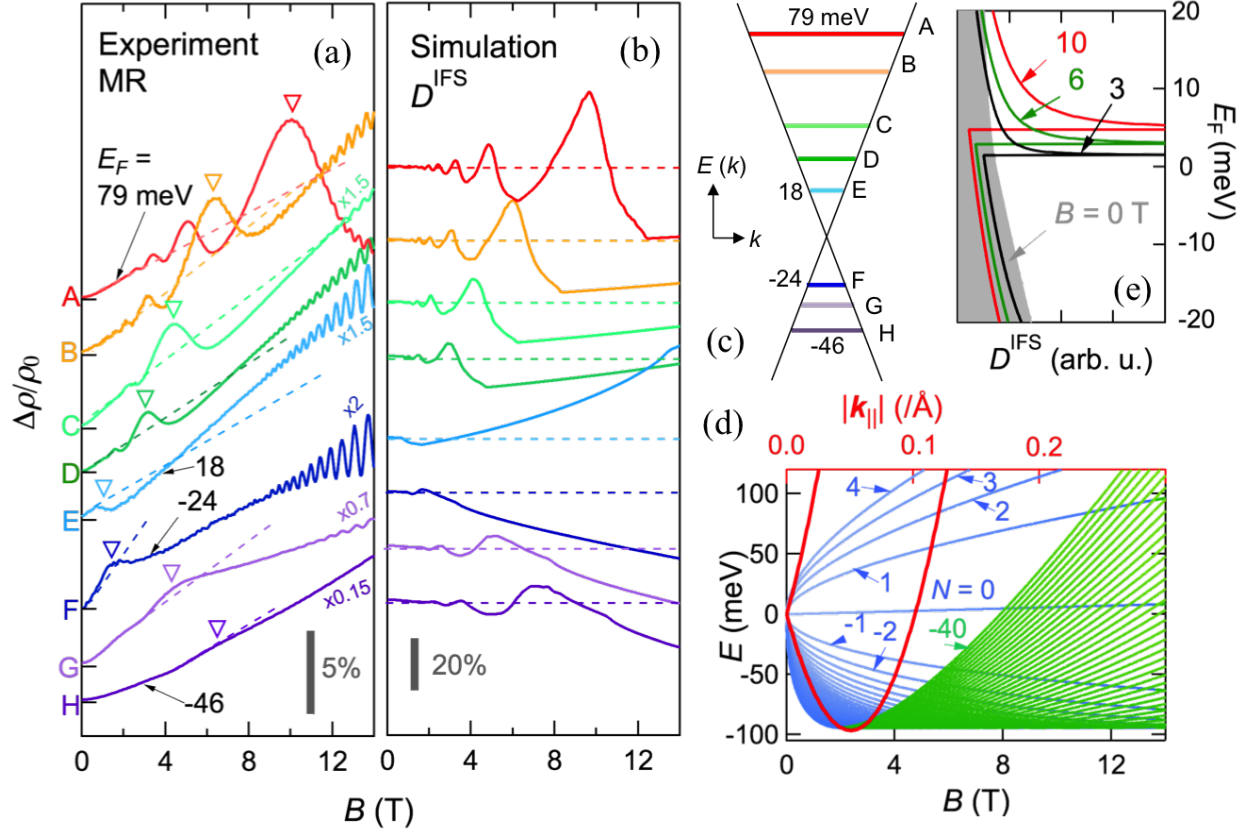 Experiment (a)
MR
E_F =
79 meV
A
B
C
D
E
F
G
H
x1.5
x1.5
x2
x0.7
x0.15
18
-24
-46
5%
Δρ/ρ₀
0
4
8
12
Simulation (b)
D^IFS
20%
0
4
8
12
B (T)
79 meV
A
B
C
D
18
E
-24
F
G
H
-46
E (k)
k
(c)
20
10
0
-10
-20
E_F (meV)
10
6
3
B = 0 T
(e)
D^IFS (arb. u.)
(d)
|k_||| (/Å)
0.0
0.1
0.2
100
50
0
-50
-100
E (meV)
4
3
2
1
N = 0
-1
-2
-40
0
4
8
12
B (T)